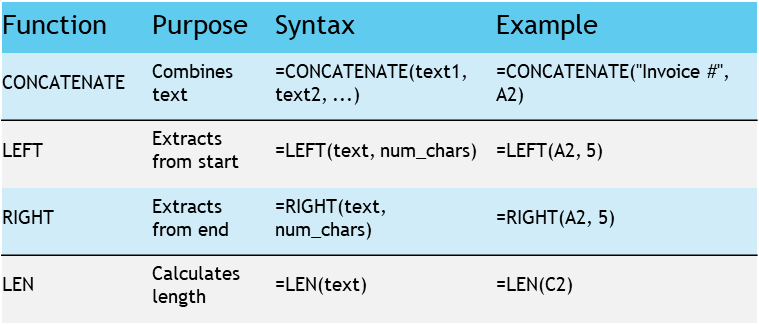 Function Purpose Syntax Example
CONCATENATE Combines text =CONCATENATE(text1, text2, ...) =CONCATENATE("Invoice #", A2)
LEFT Extracts from start =LEFT(text, num_chars) =LEFT(A2, 5)
RIGHT Extracts from end =RIGHT(text, num_chars) =RIGHT(A2, 5)
LEN Calculates length =LEN(text) =LEN(C2)